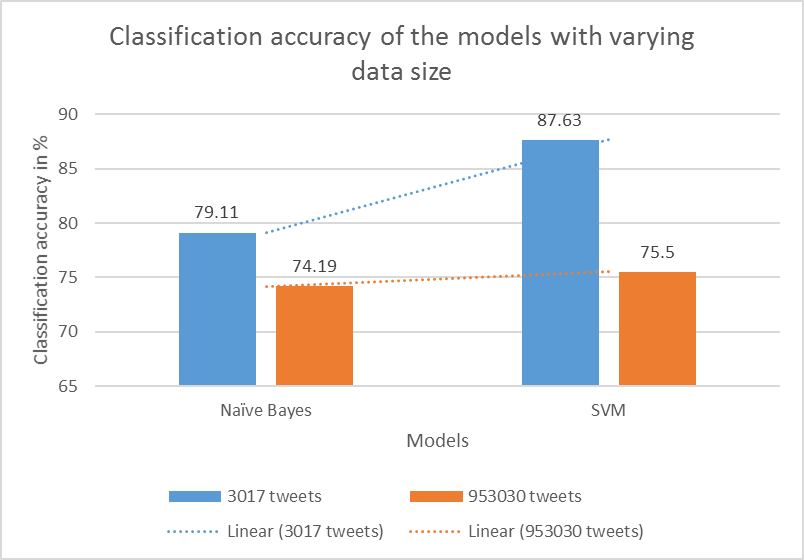 Classification accuracy of the models with varying
data size
Classification accuracy in %
90
85
80
75
70
65
79.11
74.19
87.63
75.5
Naïve Bayes
SVM
Models
3017 tweets
953030 tweets
Linear (3017 tweets)
Linear (953030 tweets)